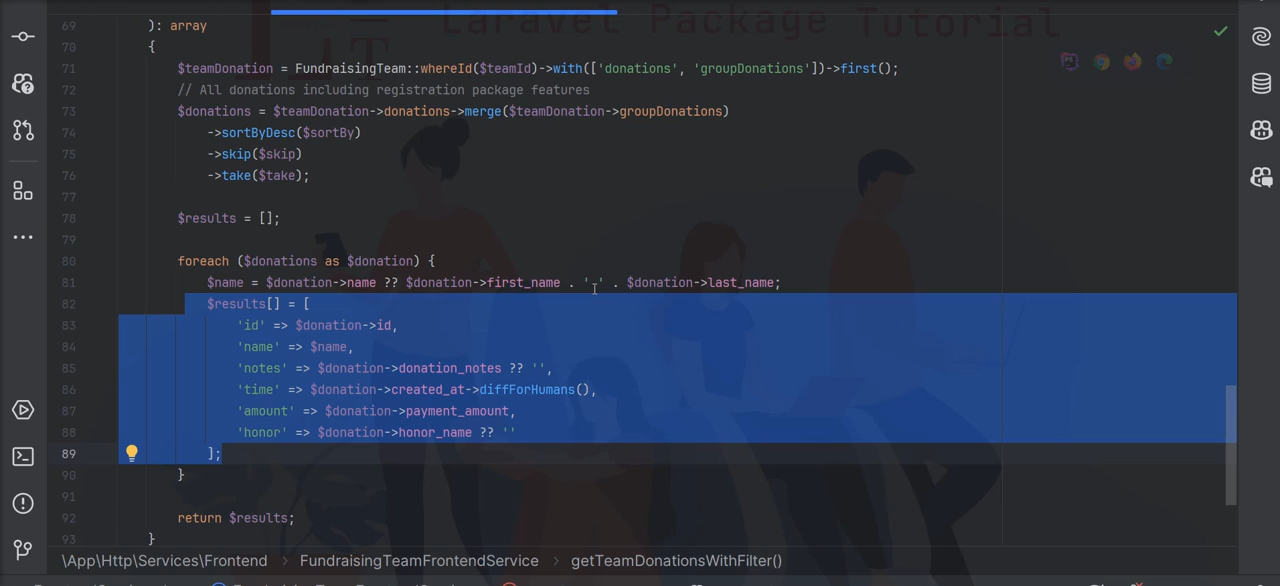 Laravel Package Tutorial
69 ): array
70 {
71 $teamDonation = FundraisingTeam::whereId($teamId)->with(['donations', 'groupDonations'])->first();
72 // All donations including registration package features
73 $donations = $teamDonation->donations->merge($teamDonation->groupDonations)
74 ->sortByDesc($sortBy)
75 ->skip($skip)
76 ->take($take);
77
78 $results = [];
79
80 foreach ($donations as $donation) {
81 $name = $donation->name ?? $donation->first_name . ' ' . $donation->last_name;
82 $results[] = [
83 'id' => $donation->id,
84 'name' => $name,
85 'notes' => $donation->donation_notes ?? '',
86 'time' => $donation->created_at->diffForHumans(),
87 'amount' => $donation->payment_amount,
88 'honor' => $donation->honor_name ?? ''
89 ];
90 }
91
92 return $results;
93 }
\App\Http\Services\Frontend > FundraisingTeamFrontendService > getTeamDonationsWithFilter()